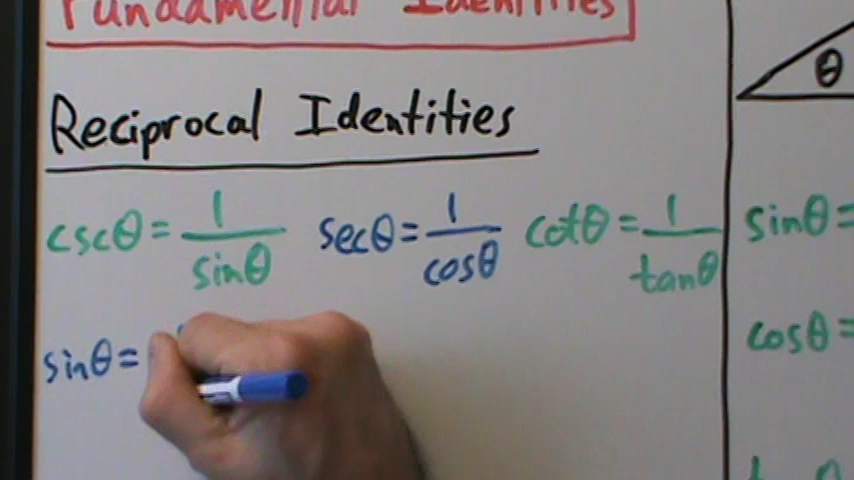 Fundamental Identities
Reciprocal Identities
cscθ = 1/sinθ secθ = 1/cosθ cotθ = 1/tanθ
sinθ =
θ
sinθ =
cosθ =